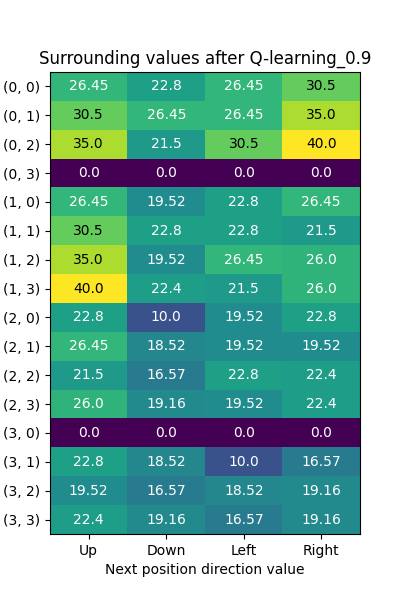 Surrounding values after Q-learning_0.9
(0, 0) 26.45 22.8 26.45 30.5
(0, 1) 30.5 26.45 26.45 35.0
(0, 2) 35.0 21.5 30.5 40.0
(0, 3) 0.0 0.0 0.0 0.0
(1, 0) 26.45 19.52 22.8 26.45
(1, 1) 30.5 22.8 22.8 21.5
(1, 2) 35.0 19.52 26.45 26.0
(1, 3) 40.0 22.4 21.5 26.0
(2, 0) 22.8 10.0 19.52 22.8
(2, 1) 26.45 18.52 19.52 19.52
(2, 2) 21.5 16.57 22.8 22.4
(2, 3) 26.0 19.16 19.52 22.4
(3, 0) 0.0 0.0 0.0 0.0
(3, 1) 22.8 18.52 10.0 16.57
(3, 2) 19.52 16.57 18.52 19.16
(3, 3) 22.4 19.16 16.57 19.16
Up Down Left Right
Next position direction value